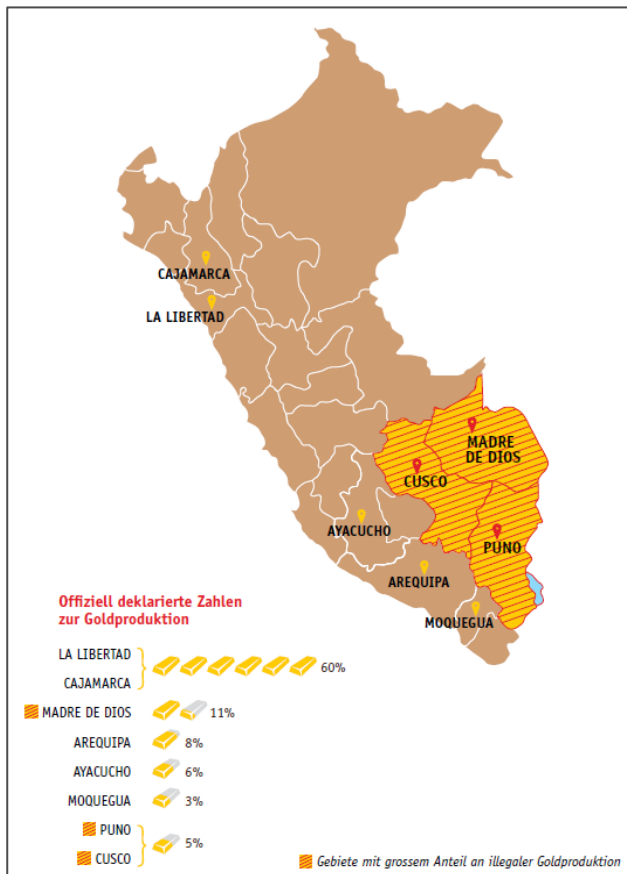 CAJAMARCA
LA LIBERTAD
MADRE
DE DIOS
CUSCO
AYACUCHO
PUNO
AREQUIPA
MOQUEGUA
Offiziell deklarierte Zahlen
zur Goldproduktion
LA LIBERTAD
CAJAMARCA
60%
MADRE DE DIOS 11%
AREQUIPA 8%
AYACUCHO 6%
MOQUEGUA 3%
PUNO
CUSCO
5%
Gebiete mit grossem Anteil an illegaler Goldproduktion